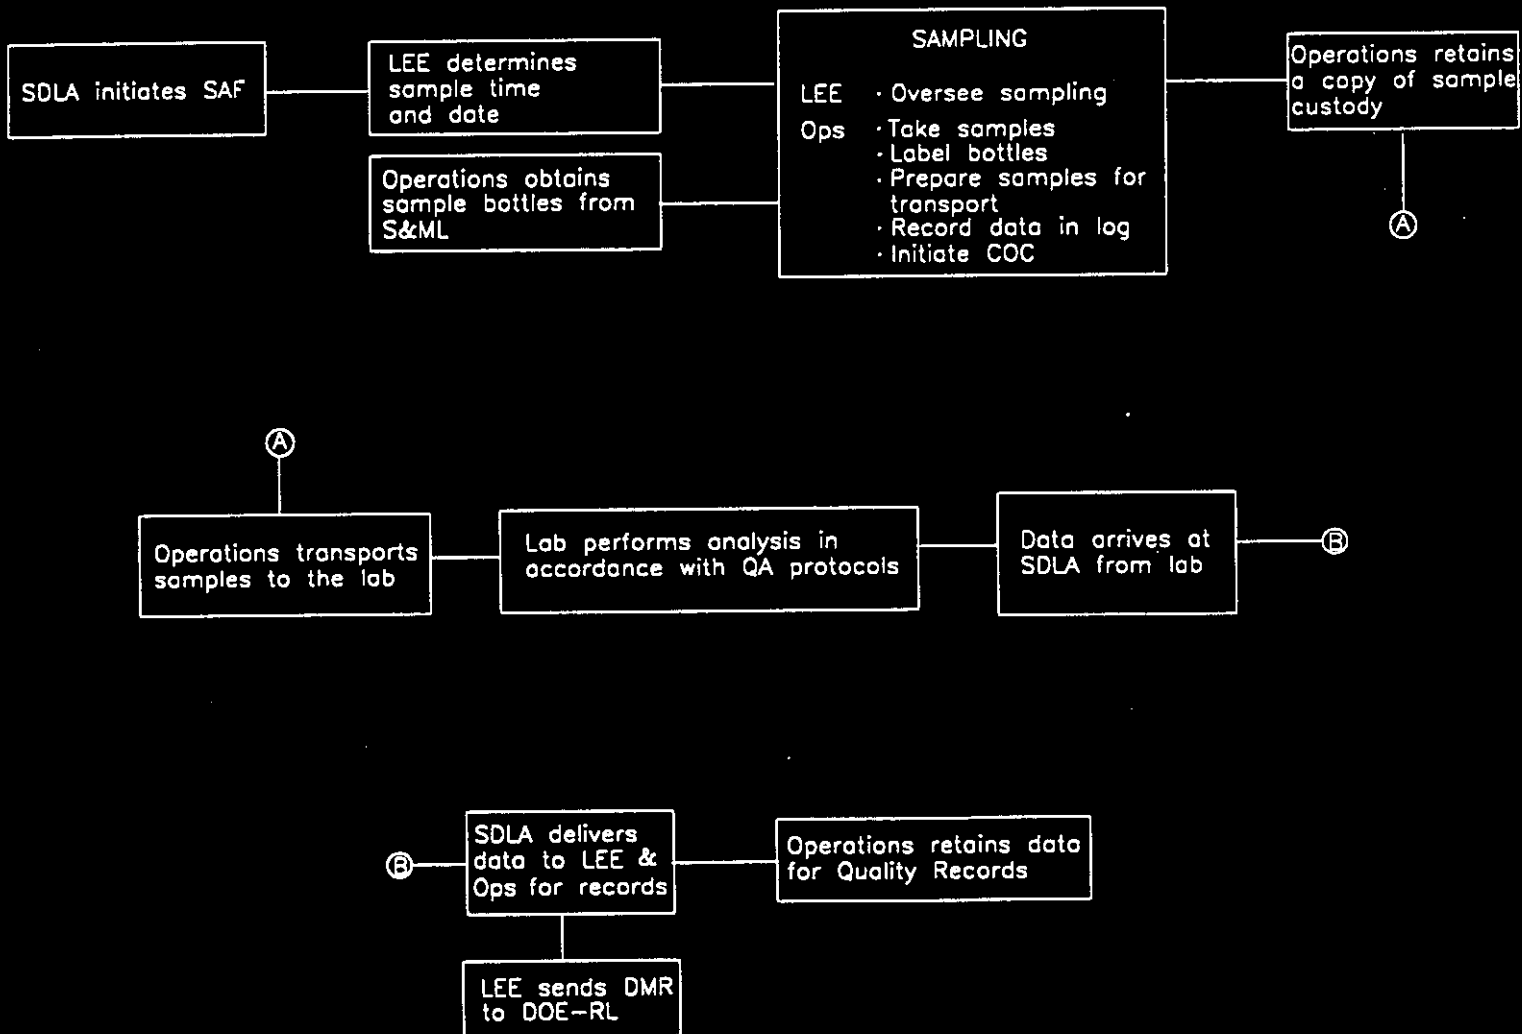 SDLA initiates SAF
LEE determines
sample time
and date
Operations obtains
sample bottles from
S&ML
SAMPLING
LEE · Oversee sampling
Ops · Take samples
· Label bottles
· Prepare samples for
transport
· Record data in log
· Initiate COC
Operations retains
a copy of sample
custody
A
A
Operations transports
samples to the lab
Lab performs analysis in
accordance with QA protocols
Data arrives at
SDLA from lab
B
B
SDLA delivers
data to LEE &
Ops for records
Operations retains data
for Quality Records
LEE sends DMR
to DOE-RL